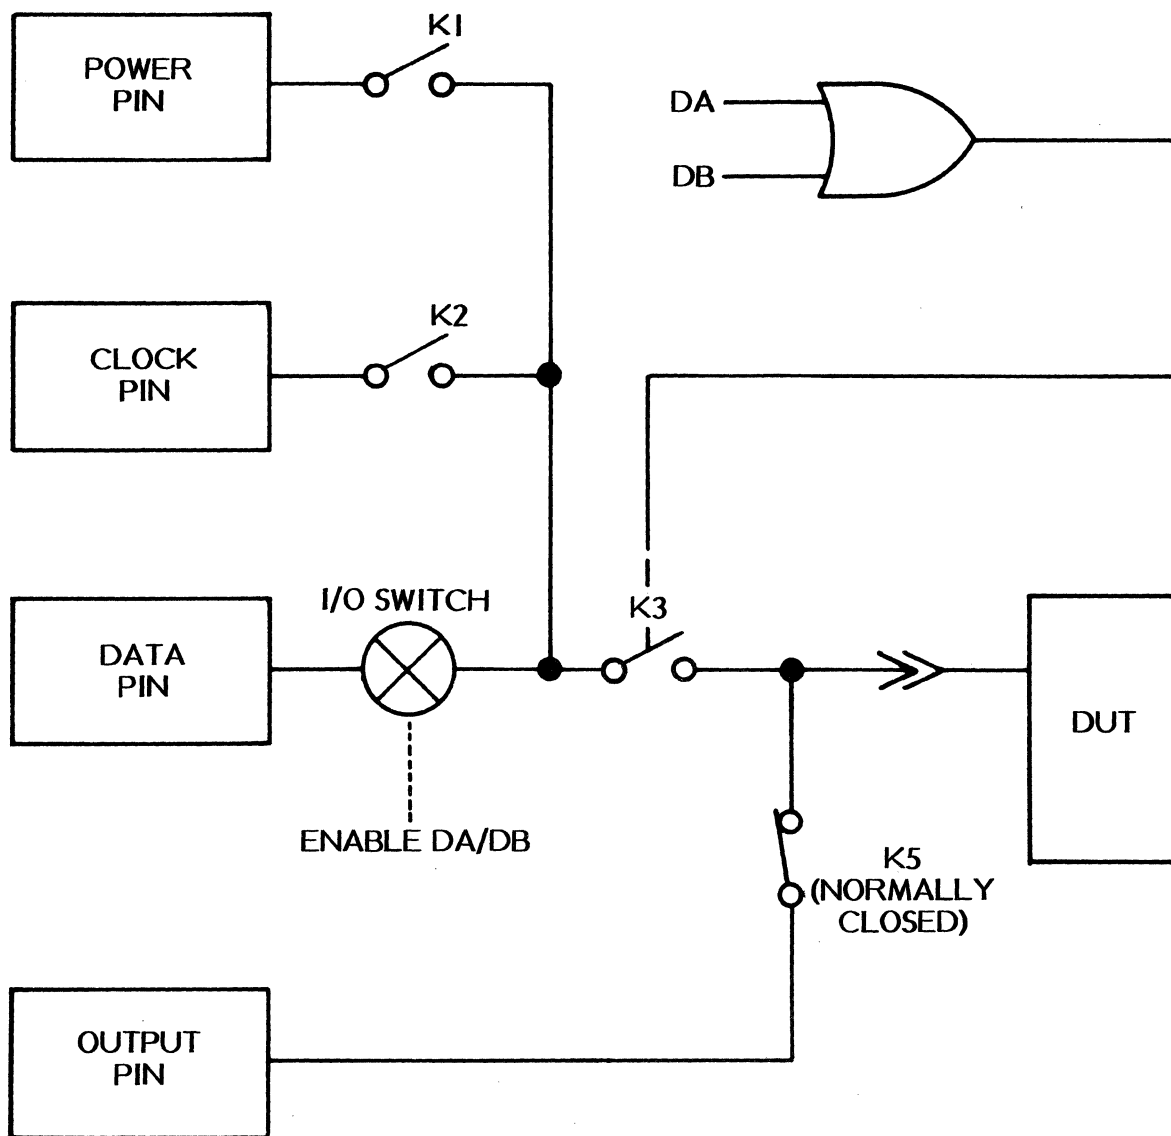 K1
POWER
PIN
DA
DB
K2
CLOCK
PIN
I/O SWITCH
K3
DATA
PIN
DUT
ENABLE DA/DB
K5
(NORMALLY
CLOSED)
OUTPUT
PIN